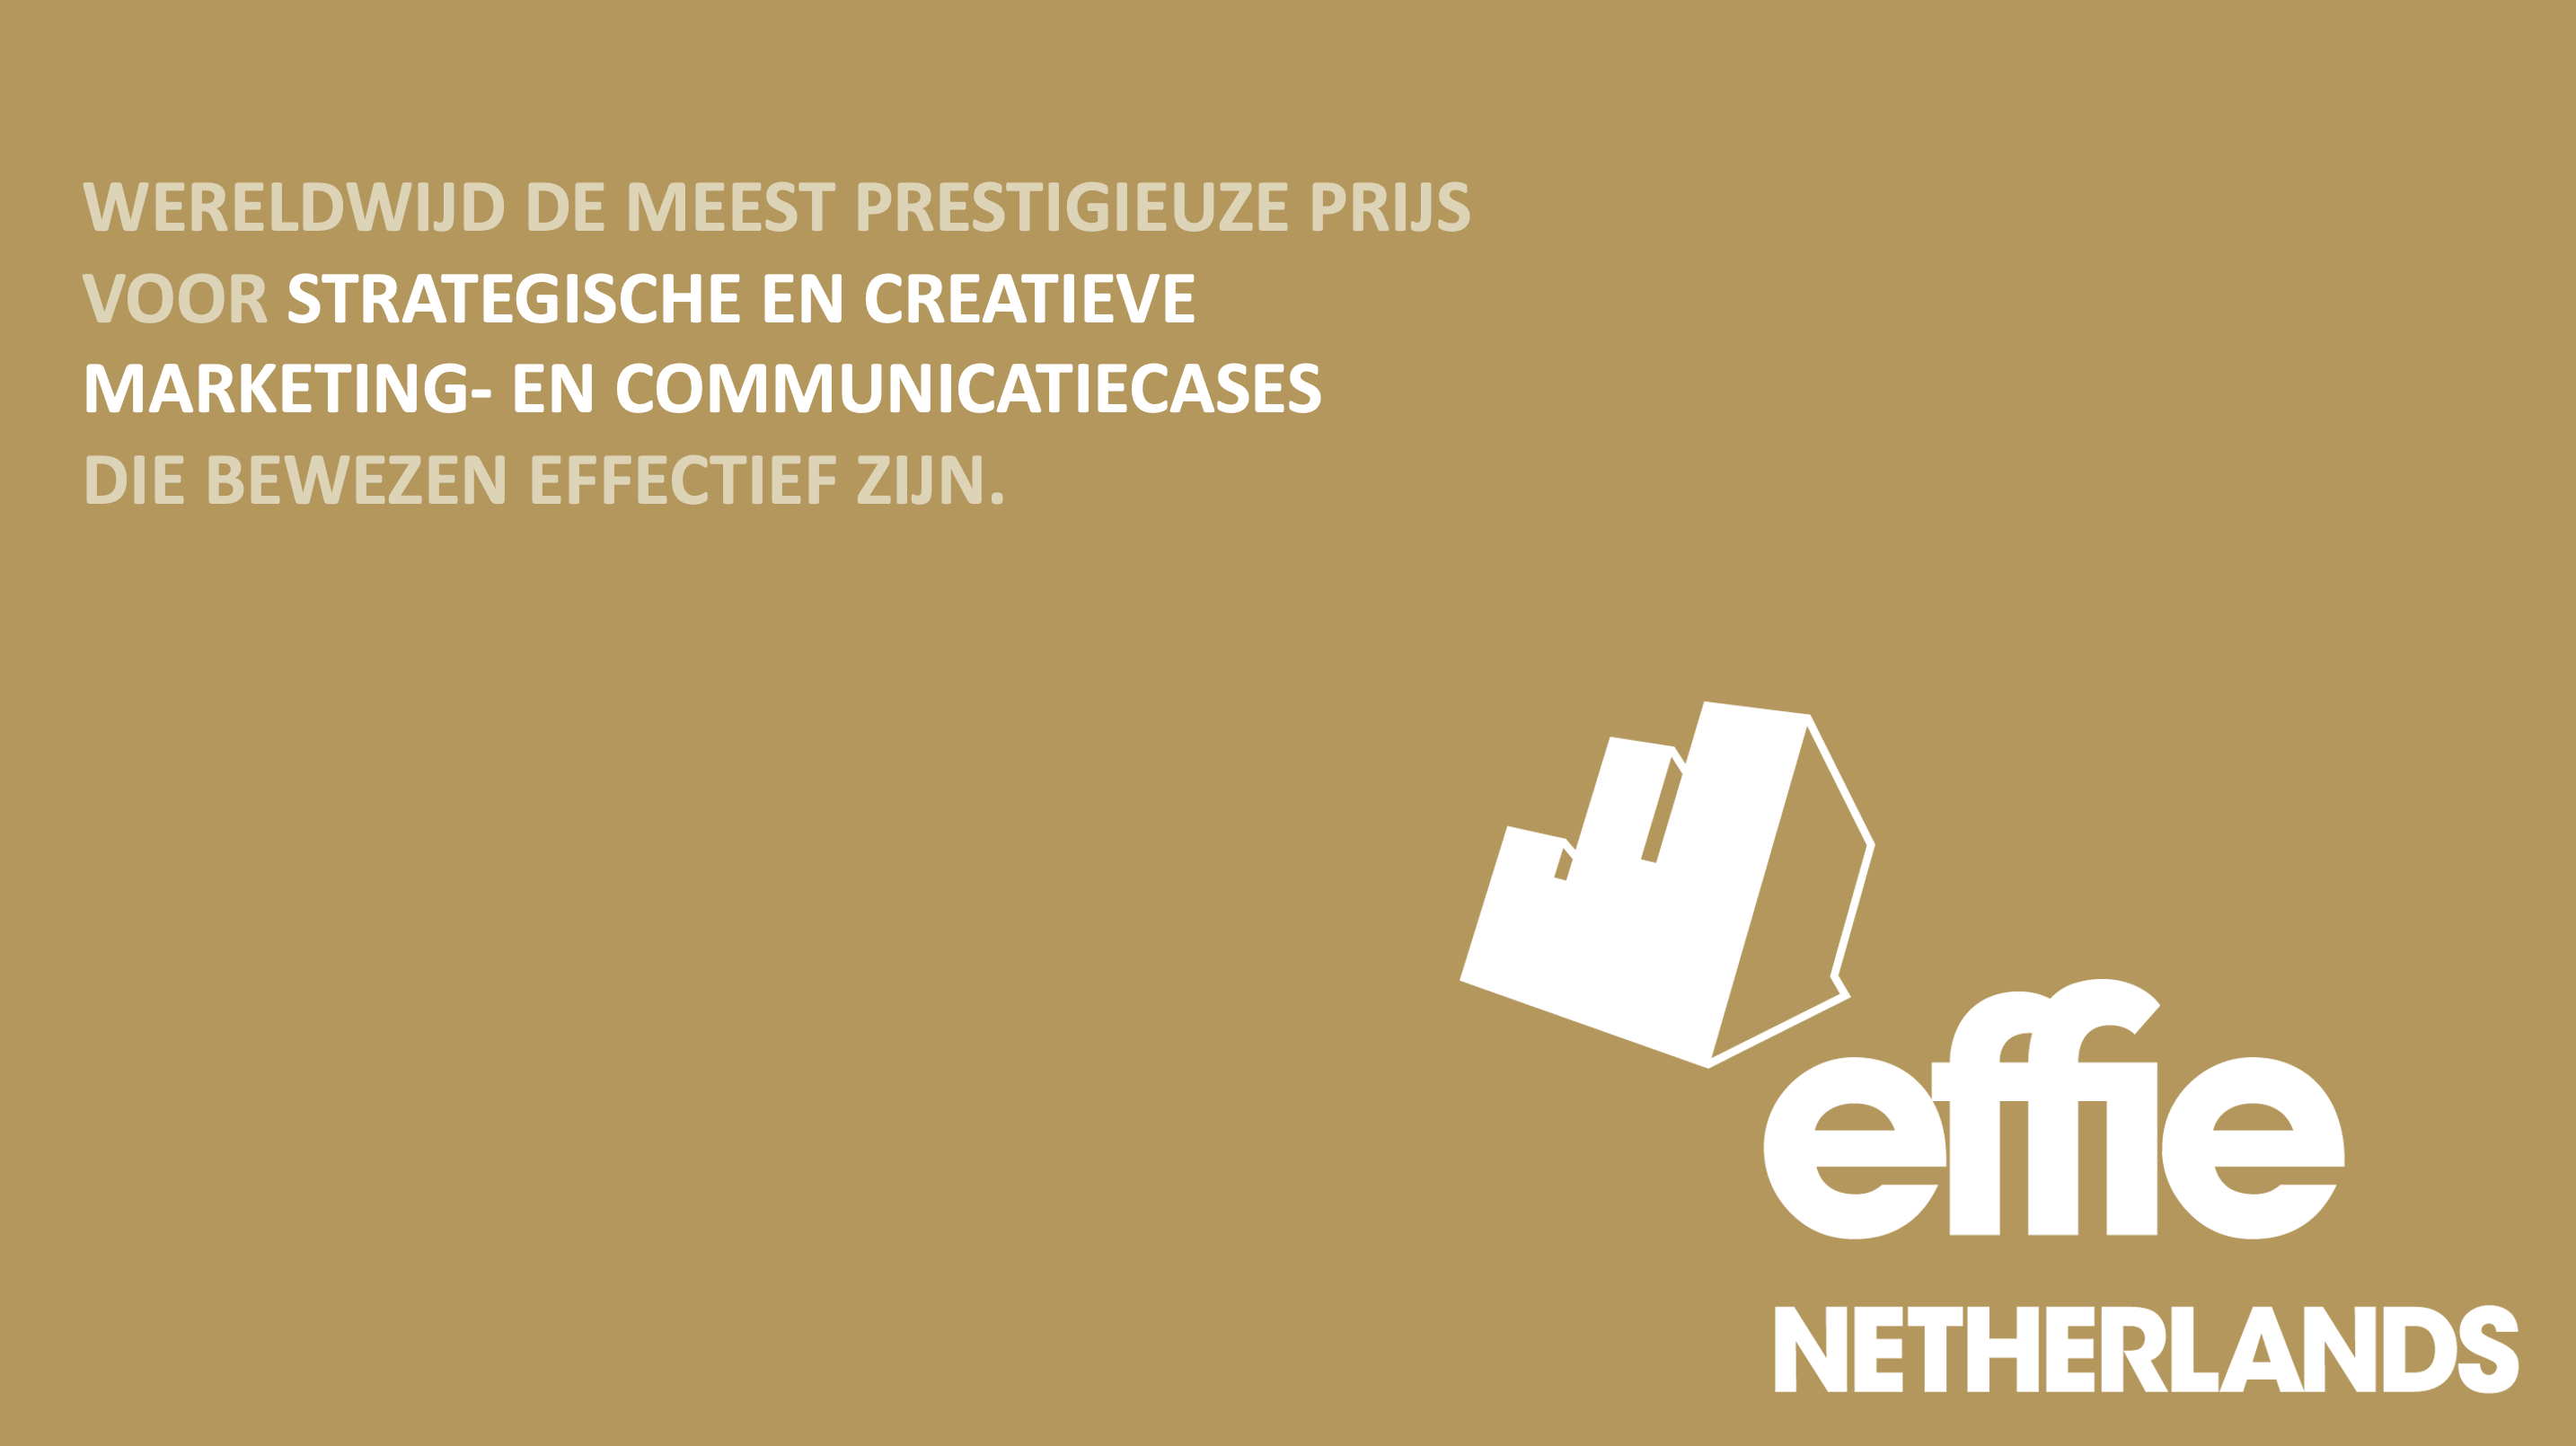 WERELDWIJD DE MEEST PRESTIGIEUZE PRIJS
VOOR STRATEGISCHE EN CREATIEVE
MARKETING- EN COMMUNICATIECASES
DIE BEWEZEN EFFECTIEF ZIJN.
effie
NETHERLANDS